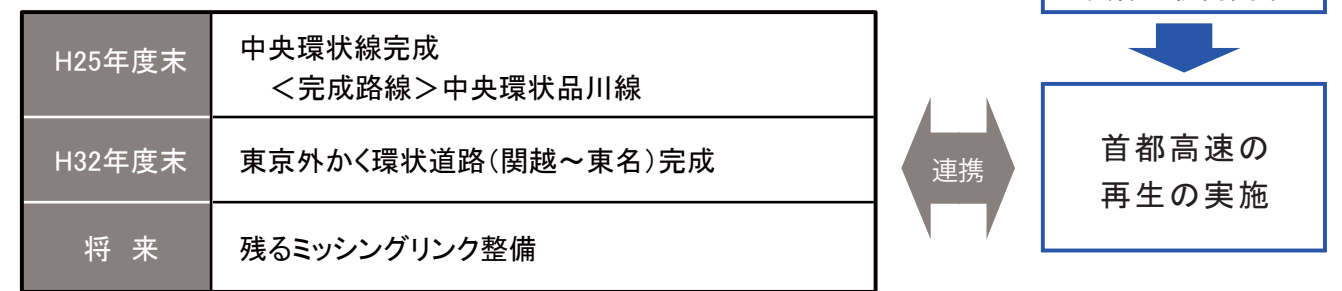 H25年度末
中央環状線完成
＜完成路線＞中央環状品川線
H32年度末
東京外かく環状道路（関越～東名）完成
将 来
残るミッシングリンク整備
連携
首都高速の
再生の実施